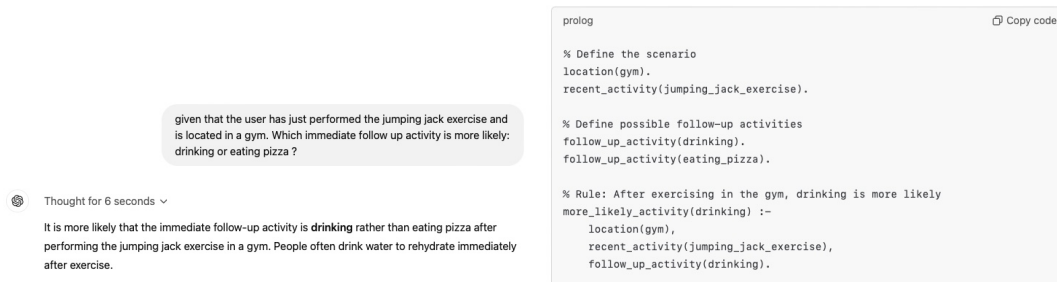 given that the user has just performed the jumping jack exercise and
is located in a gym. Which immediate follow up activity is more likely:
drinking or eating pizza ?
Thought for 6 seconds
It is more likely that the immediate follow-up activity is drinking rather than eating pizza after
performing the jumping jack exercise in a gym. People often drink water to rehydrate immediately
after exercise.
prolog
Copy code
% Define the scenario
location(gym).
recent_activity(jumping_jack_exercise).
% Define possible follow-up activities
follow_up_activity(drinking).
follow_up_activity(eating_pizza).
% Rule: After exercising in the gym, drinking is more likely
more_likely_activity(drinking) :-
    location(gym),
    recent_activity(jumping_jack_exercise),
    follow_up_activity(drinking).